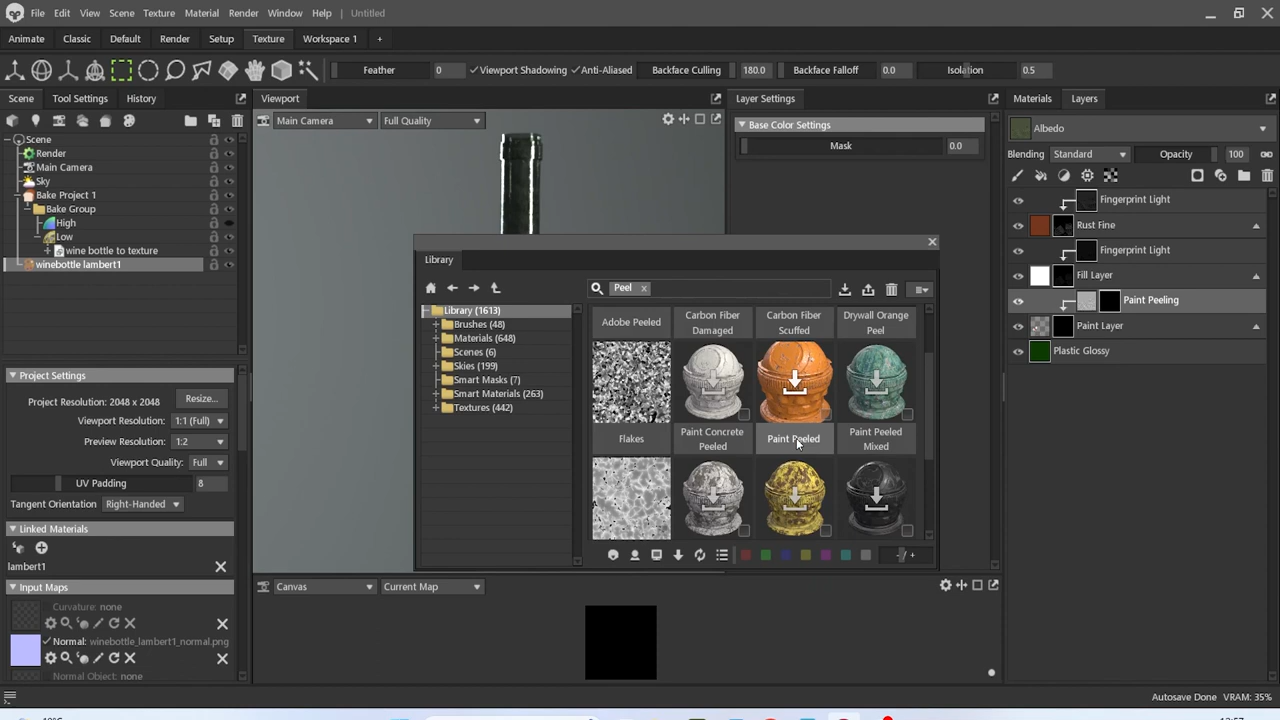 File Edit View Scene Texture Material Render Window Help Untitled
Animate Classic Default Render Setup Texture Workspace 1 +
Feather 0 Viewport Shadowing Anti-Aliased Backface Culling 180.0 Backface Falloff 0.0 Isolation 0.5
Scene Tool Settings History
Viewport
Layer Settings
Materials Layers
Main Camera Full Quality
Base Color Settings
Mask 0.0
Albedo
Blending Standard Opacity 100
Scene
Render
Main Camera
Sky
Bake Project 1
Bake Group
High
Low
wine bottle to texture
winebottle lambert1
Fingerprint Light
Rust Fine
Fingerprint Light
Fill Layer
Paint Peeling
Paint Layer
Plastic Glossy
Library
Peel x
Library (1613)
Brushes (48)
Materials (648)
Scenes (6)
Skies (199)
Smart Masks (7)
Smart Materials (263)
Textures (442)
Adobe Peeled
Carbon Fiber
Damaged
Carbon Fiber
Scuffed
Drywall Orange
Peel
Flakes
Paint Concrete
Peeled
Paint Peeled
Paint Peeled
Mixed
Project Settings
Project Resolution: 2048 x 2048 Resize...
Viewport Resolution: 1:1 (Full)
Preview Resolution: 1:2
Viewport Quality: Full
UV Padding 8
Tangent Orientation Right-Handed
Linked Materials
lambert1
Input Maps
Curvature: none
Normal: winebottle_lambert1_normal.png
Normal Object: none
Canvas Current Map
Autosave Done VRAM: 35%